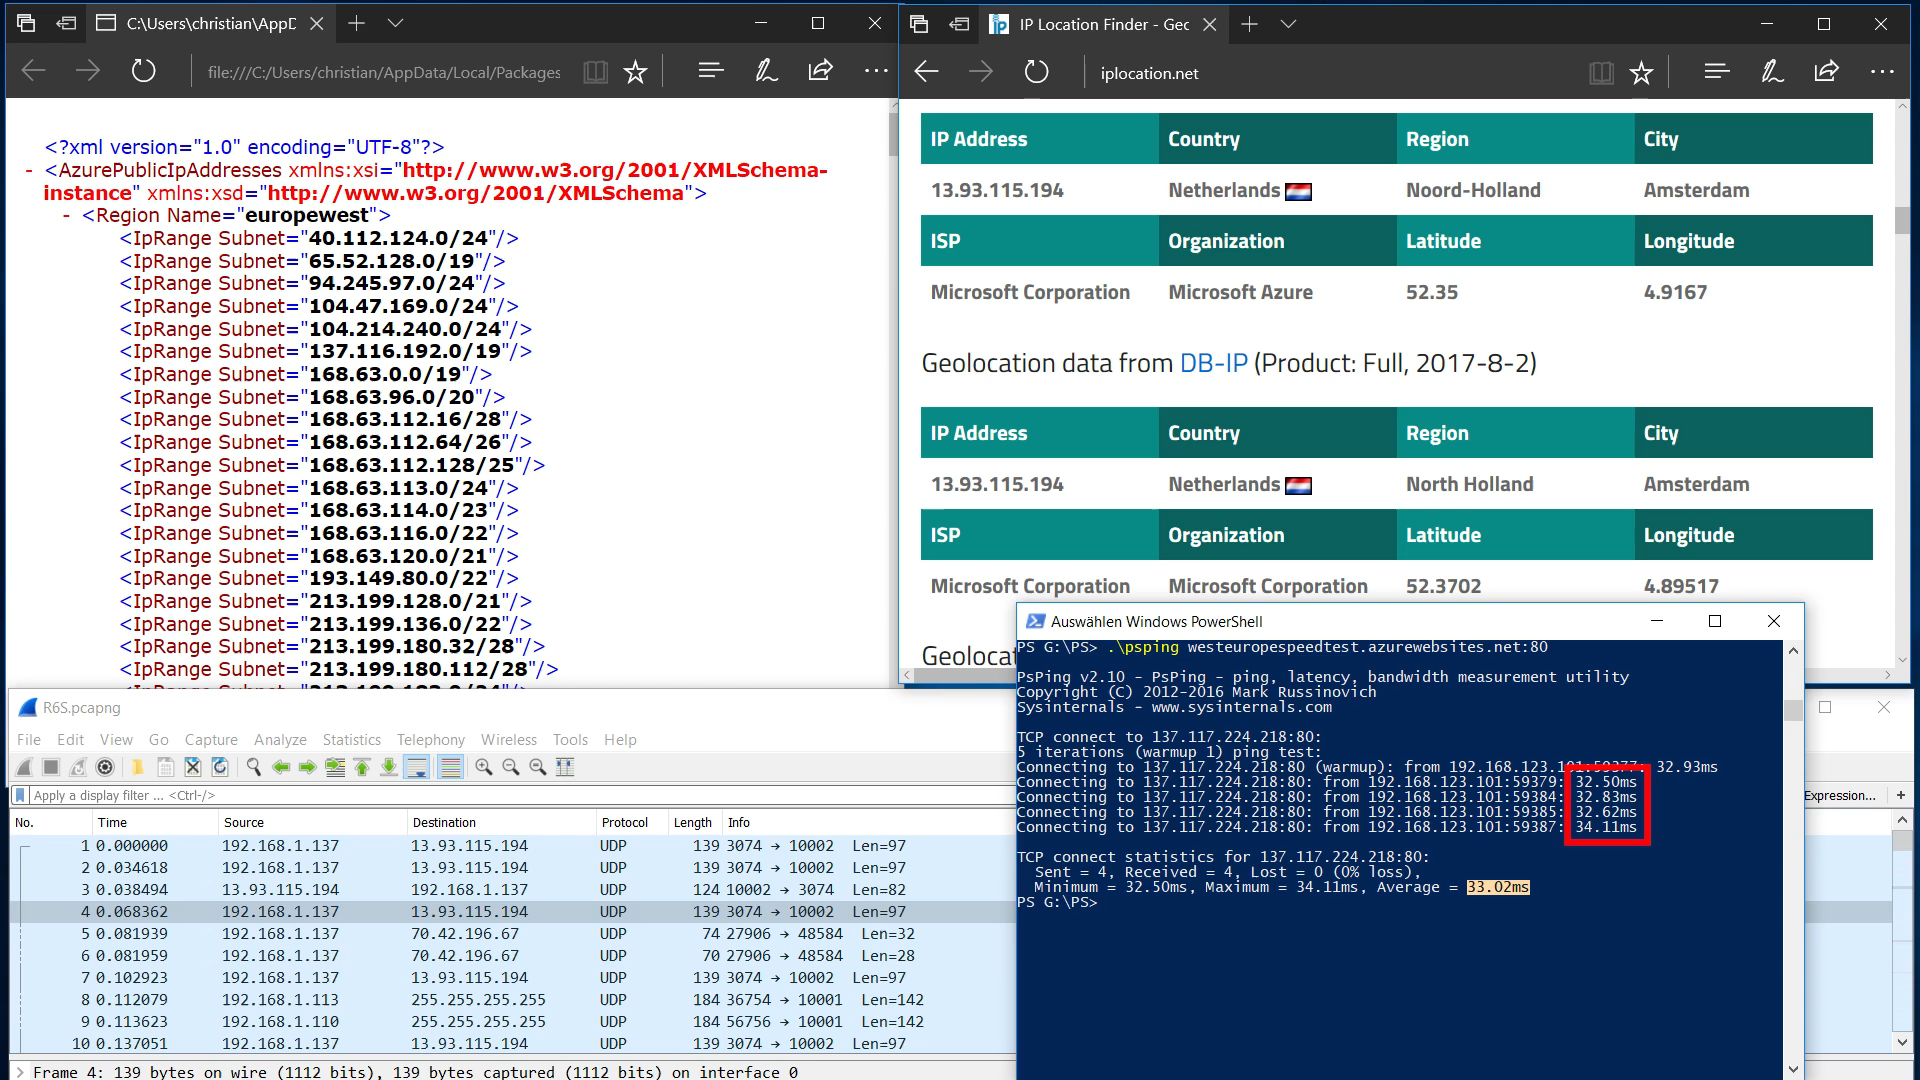 C:\Users\christian\AppD
file:///C:/Users/christian/AppData/Local/Packages
<?xml version="1.0" encoding="UTF-8"?>
- <AzurePublicIpAddresses xmlns:xsi="http://www.w3.org/2001/XMLSchema-
instance" xmlns:xsd="http://www.w3.org/2001/XMLSchema">
- <Region Name="europewest">
<IpRange Subnet="40.112.124.0/24"/>
<IpRange Subnet="65.52.128.0/19"/>
<IpRange Subnet="94.245.97.0/24"/>
<IpRange Subnet="104.47.169.0/24"/>
<IpRange Subnet="104.214.240.0/24"/>
<IpRange Subnet="137.116.192.0/19"/>
<IpRange Subnet="168.63.0.0/19"/>
<IpRange Subnet="168.63.96.0/20"/>
<IpRange Subnet="168.63.112.16/28"/>
<IpRange Subnet="168.63.112.64/26"/>
<IpRange Subnet="168.63.112.128/25"/>
<IpRange Subnet="168.63.113.0/24"/>
<IpRange Subnet="168.63.114.0/23"/>
<IpRange Subnet="168.63.116.0/22"/>
<IpRange Subnet="168.63.120.0/21"/>
<IpRange Subnet="193.149.80.0/22"/>
<IpRange Subnet="213.199.128.0/21"/>
<IpRange Subnet="213.199.136.0/22"/>
<IpRange Subnet="213.199.180.32/28"/>
<IpRange Subnet="213.199.180.112/28"/>
IP Location Finder - Geo
iplocation.net
IP Address Country Region City
13.93.115.194 Netherlands Noord-Holland Amsterdam
ISP Organization Latitude Longitude
Microsoft Corporation Microsoft Azure 52.35 4.9167
Geolocation data from DB-IP (Product: Full, 2017-8-2)
IP Address Country Region City
13.93.115.194 Netherlands North Holland Amsterdam
ISP Organization Latitude Longitude
Microsoft Corporation Microsoft Corporation 52.3702 4.89517
Geoloca
Auswählen Windows PowerShell
PS G:\PS> .\psping westeuropespeedtest.azurewebsites.net:80
PsPing v2.10 - PsPing - ping, latency, bandwidth measurement utility
Copyright (C) 2012-2016 Mark Russinovich
Sysinternals - www.sysinternals.com
TCP connect to 137.117.224.218:80:
5 iterations (warmup 1) ping test:
Connecting to 137.117.224.218:80 (warmup): from 192.168.123.101:59377: 32.93ms
Connecting to 137.117.224.218:80: from 192.168.123.101:59379: 32.50ms
Connecting to 137.117.224.218:80: from 192.168.123.101:59384: 32.83ms
Connecting to 137.117.224.218:80: from 192.168.123.101:59385: 32.62ms
Connecting to 137.117.224.218:80: from 192.168.123.101:59387: 34.11ms
TCP connect statistics for 137.117.224.218:80:
Sent = 4, Received = 4, Lost = 0 (0% loss),
Minimum = 32.50ms, Maximum = 34.11ms, Average = 33.02ms
PS G:\PS>
R6S.pcapng
File Edit View Go Capture Analyze Statistics Telephony Wireless Tools Help
Apply a display filter ... <Ctrl-/>
Expression... +
No. Time Source Destination Protocol Length Info
1 0.000000 192.168.1.137 13.93.115.194 UDP 139 3074 → 10002 Len=97
2 0.034618 192.168.1.137 13.93.115.194 UDP 139 3074 → 10002 Len=97
3 0.038494 13.93.115.194 192.168.1.137 UDP 124 10002 → 3074 Len=82
4 0.068362 192.168.1.137 13.93.115.194 UDP 139 3074 → 10002 Len=97
5 0.081939 192.168.1.137 70.42.196.67 UDP 74 27906 → 48584 Len=32
6 0.081959 192.168.1.137 70.42.196.67 UDP 70 27906 → 48584 Len=28
7 0.102923 192.168.1.137 13.93.115.194 UDP 139 3074 → 10002 Len=97
8 0.112079 192.168.1.113 255.255.255.255 UDP 184 36754 → 10001 Len=142
9 0.113623 192.168.1.110 255.255.255.255 UDP 184 56756 → 10001 Len=142
10 0.137051 192.168.1.137 13.93.115.194 UDP 139 3074 → 10002 Len=97
Frame 4: 139 bytes on wire (1112 bits), 139 bytes captured (1112 bits) on interface 0